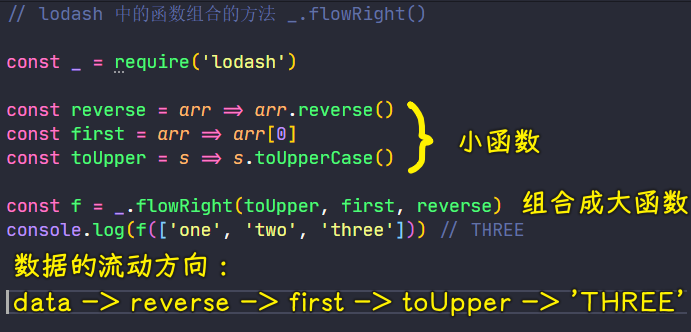 // lodash 中的函数组合的方法 _.flowRight()
const _ = require('lodash')
const reverse = arr => arr.reverse()
const first = arr => arr[0]
const toUpper = s => s.toUpperCase()
小函数
const f = _.flowRight(toUpper, first, reverse) 组合成大函数
console.log(f(['one', 'two', 'three'])) // THREE
数据的流动方向：
data -> reverse -> first -> toUpper -> 'THREE'